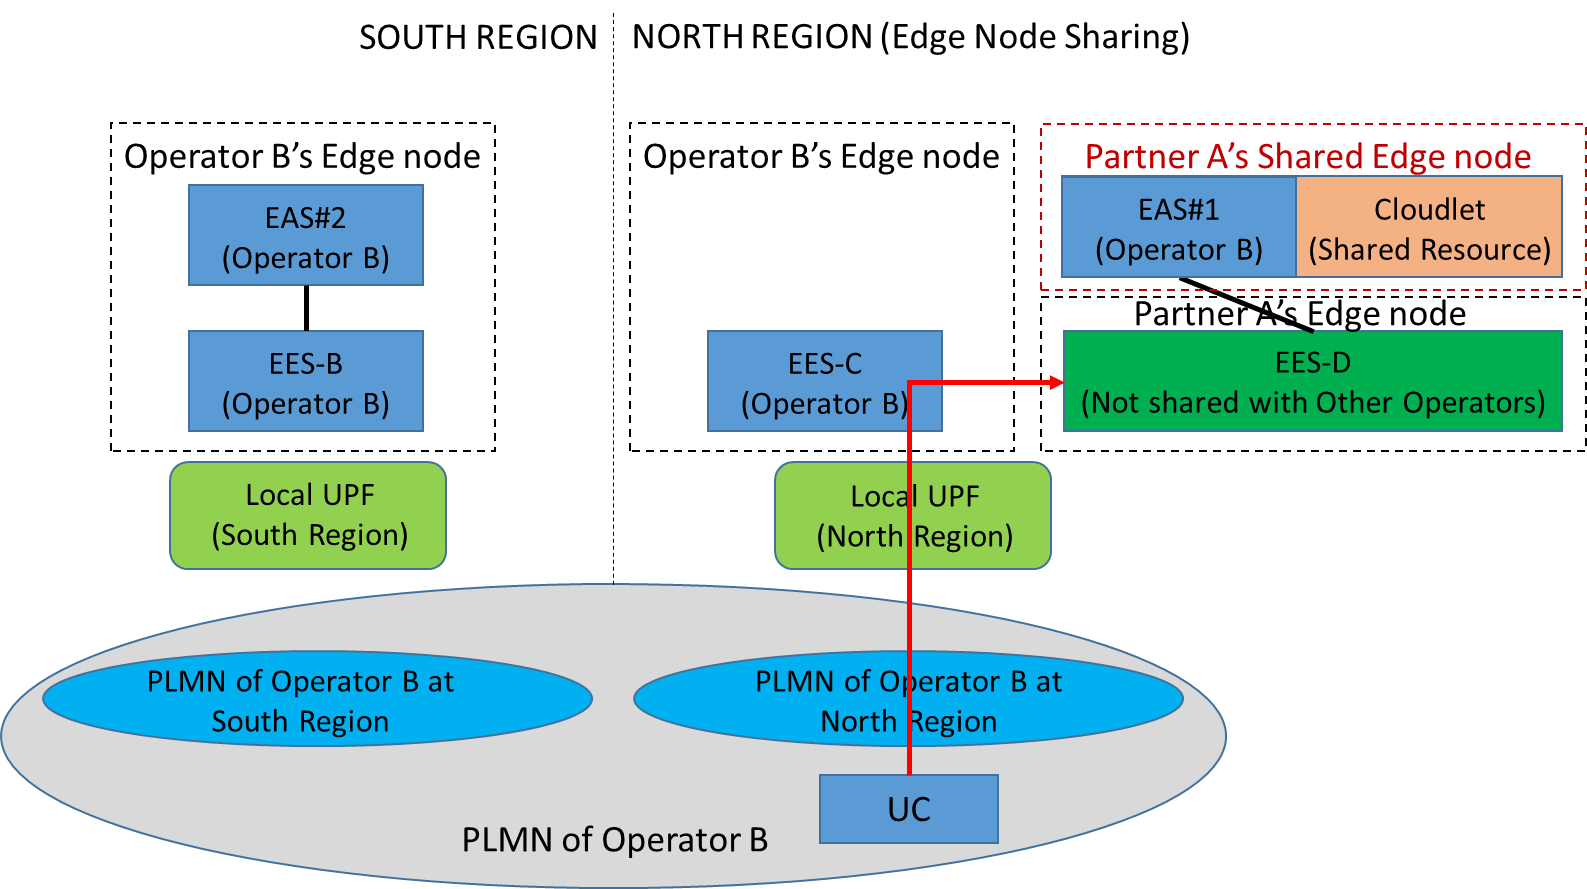 SOUTH REGION
NORTH REGION (Edge Node Sharing)
Operator B’s Edge node
EAS#2
(Operator B)
EES-B
(Operator B)
Local UPF
(South Region)
Operator B’s Edge node
EES-C
(Operator B)
Local UPF
(North Region)
Partner A’s Shared Edge node
EAS#1
(Operator B)
Cloudlet
(Shared Resource)
Partner A’s Edge node
EES-D
(Not shared with Other Operators)
PLMN of Operator B at
South Region
PLMN of Operator B at
North Region
UC
PLMN of Operator B